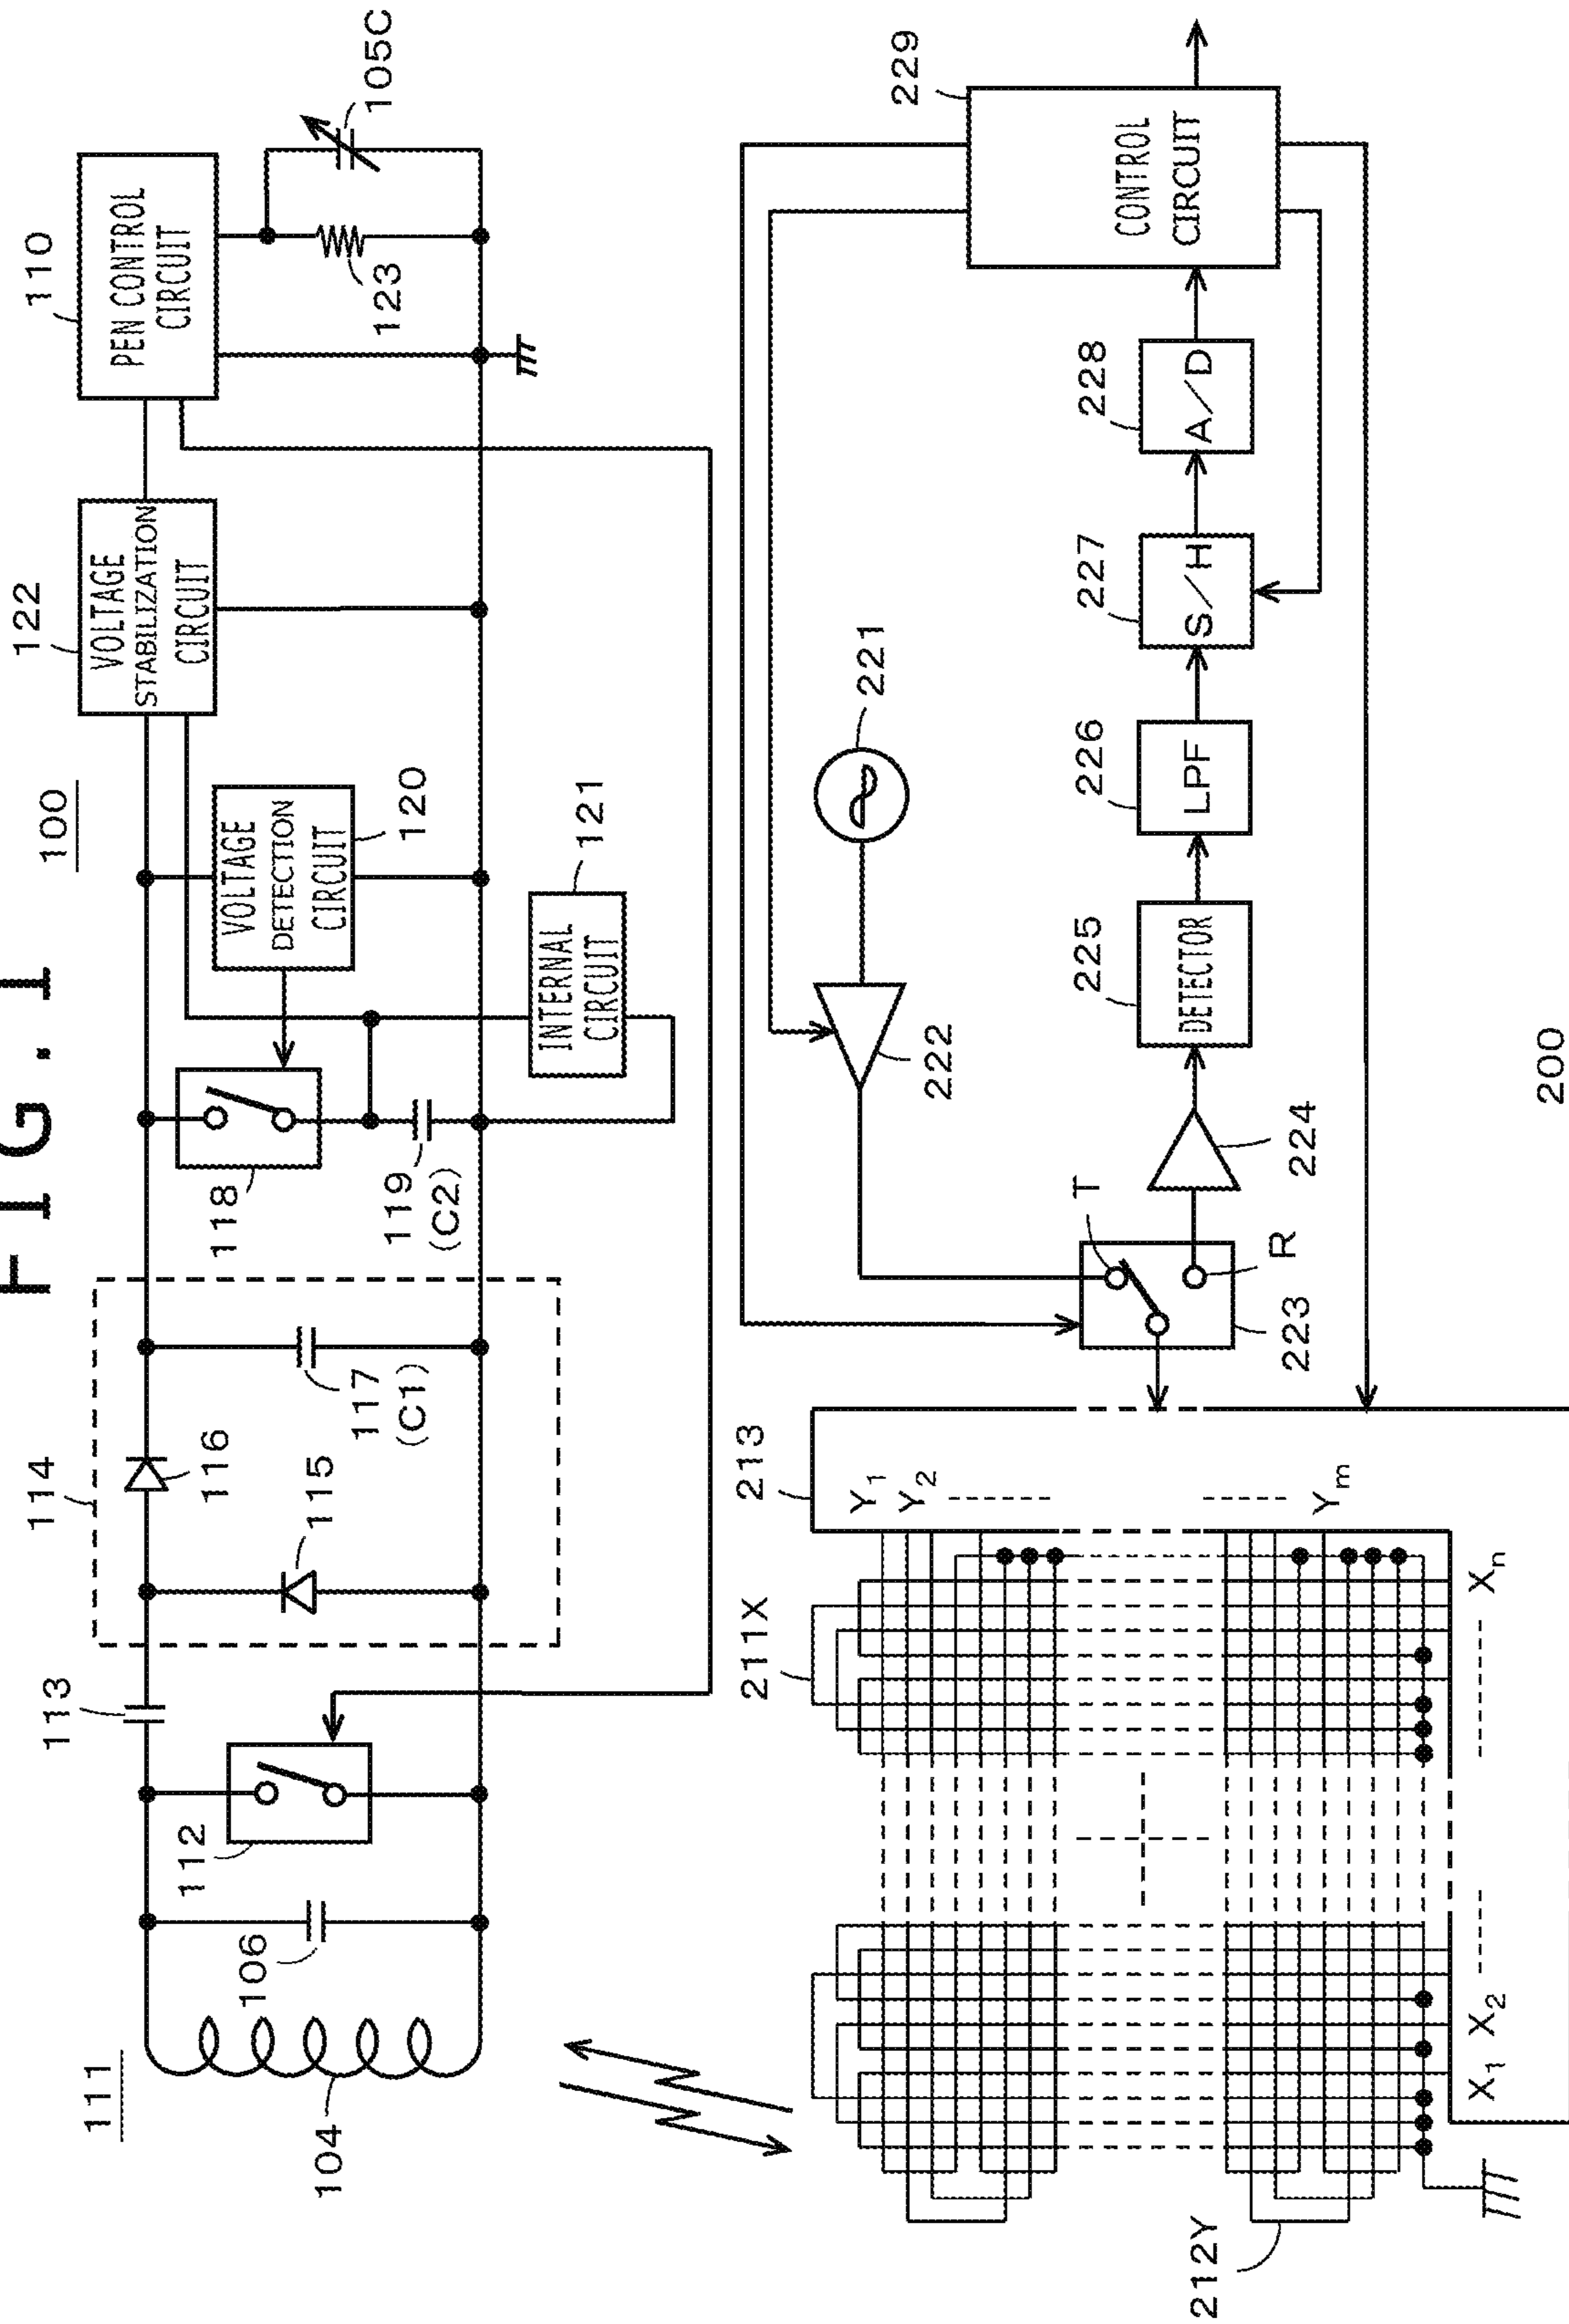 FIG. 1
100
111
104
106
112
113
114
115
116
117
(C1)
118
119
(C2)
VOLTAGE
DETECTION
CIRCUIT
120
INTERNAL
CIRCUIT
121
122
VOLTAGE
STABILIZATION
CIRCUIT
110
PEN CONTROL
CIRCUIT
123
105C
211X
212Y
213
Y1
Y2
Ym
X1
X2
Xn
T
R
223
222
221
224
225
DETECTOR
226
LPF
227
S/H
228
A/D
229
CONTROL
CIRCUIT
200